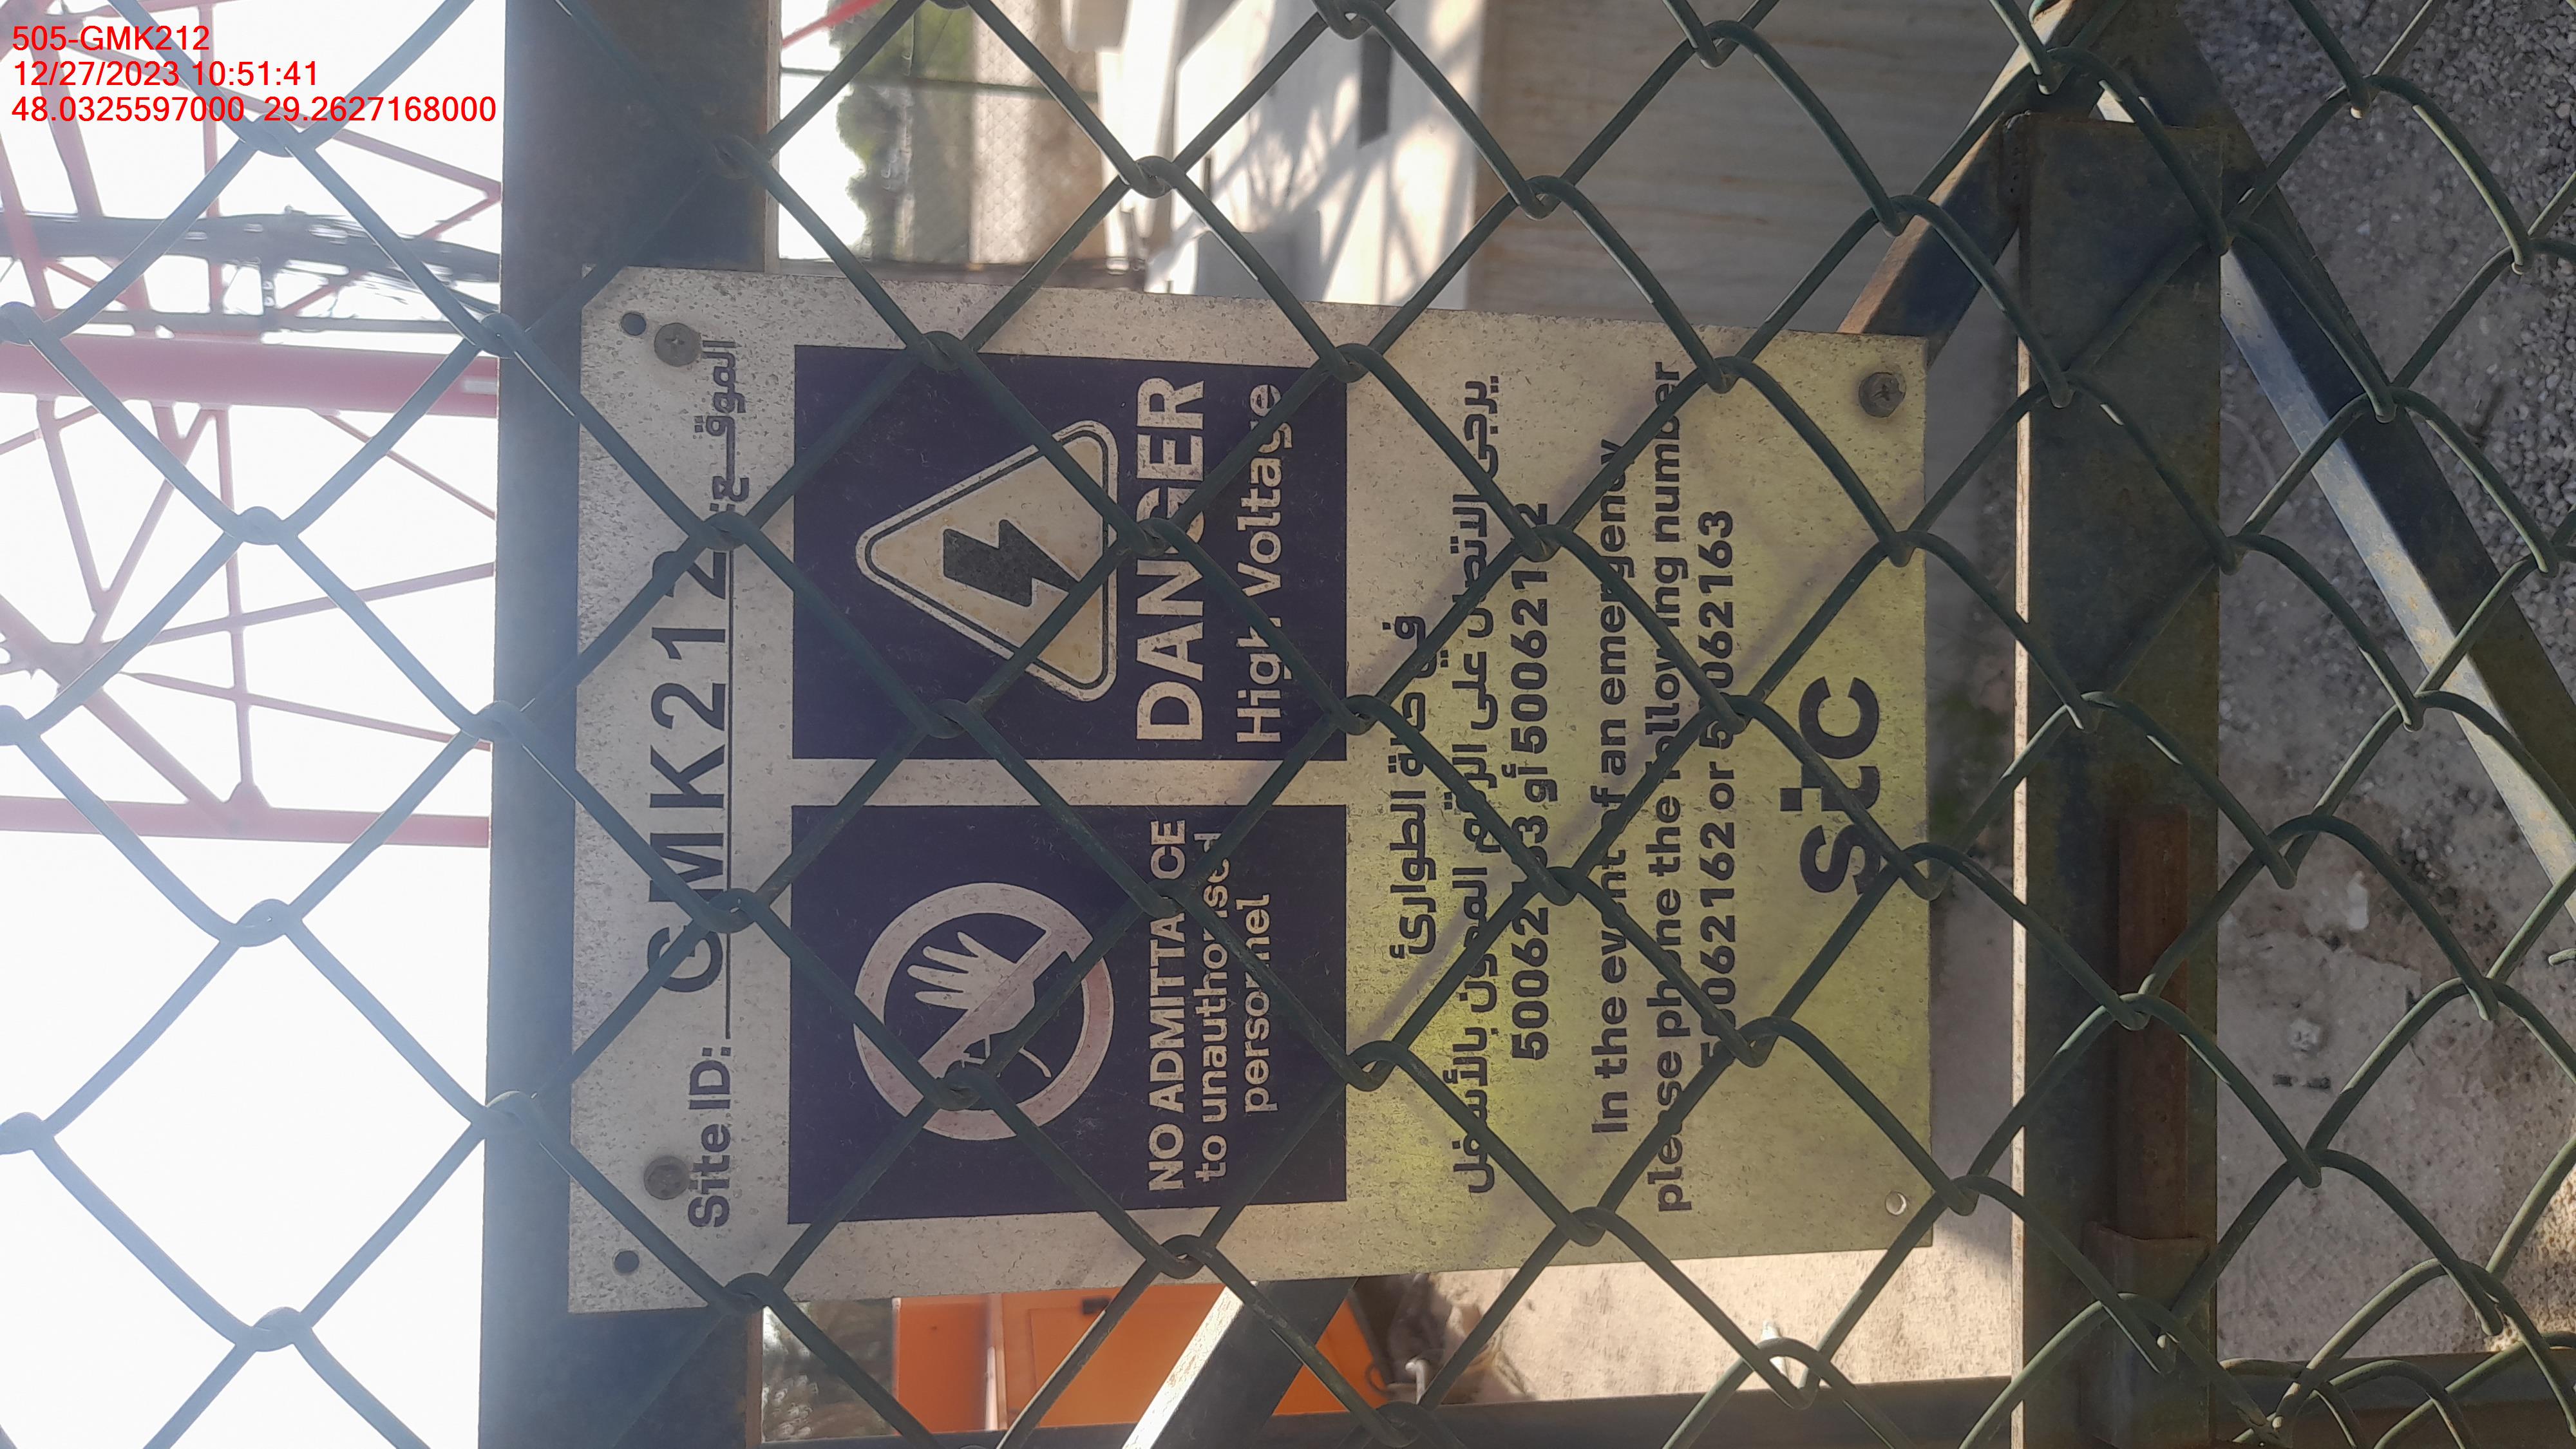 505-GMK212
12/27/2023 10:51:41
48.0325597000 29.2627168000
Site ID: GMK212 الموقع:
NO ADMITTANCE
to unauthorised
personnel
DANGER
High Voltage
في حالة الطوارئ
يرجى الاتصال على الرقم المدون بالأسفل
50062163 أو 50062162
In the event of an emergency
please phone the following number
50062162 or 50062163
stc